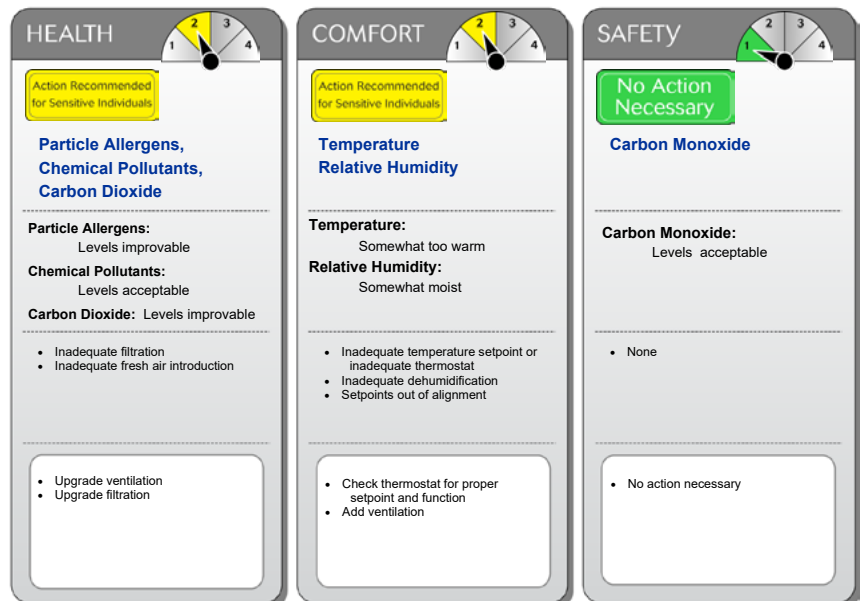 HEALTH
1 2 3 4
Action Recommended
for Sensitive Individuals
Particle Allergens,
Chemical Pollutants,
Carbon Dioxide
Particle Allergens:
Levels improvable
Chemical Pollutants:
Levels acceptable
Carbon Dioxide: Levels improvable
• Inadequate filtration
• Inadequate fresh air introduction
• Upgrade ventilation
• Upgrade filtration
COMFORT
1 2 3 4
Action Recommended
for Sensitive Individuals
Temperature
Relative Humidity
Temperature:
Somewhat too warm
Relative Humidity:
Somewhat moist
• Inadequate temperature setpoint or
inadequate thermostat
• Inadequate dehumidification
• Setpoints out of alignment
• Check thermostat for proper
setpoint and function
• Add ventilation
SAFETY
1 2 3 4
No Action
Necessary
Carbon Monoxide
Carbon Monoxide:
Levels acceptable
• None
• No action necessary